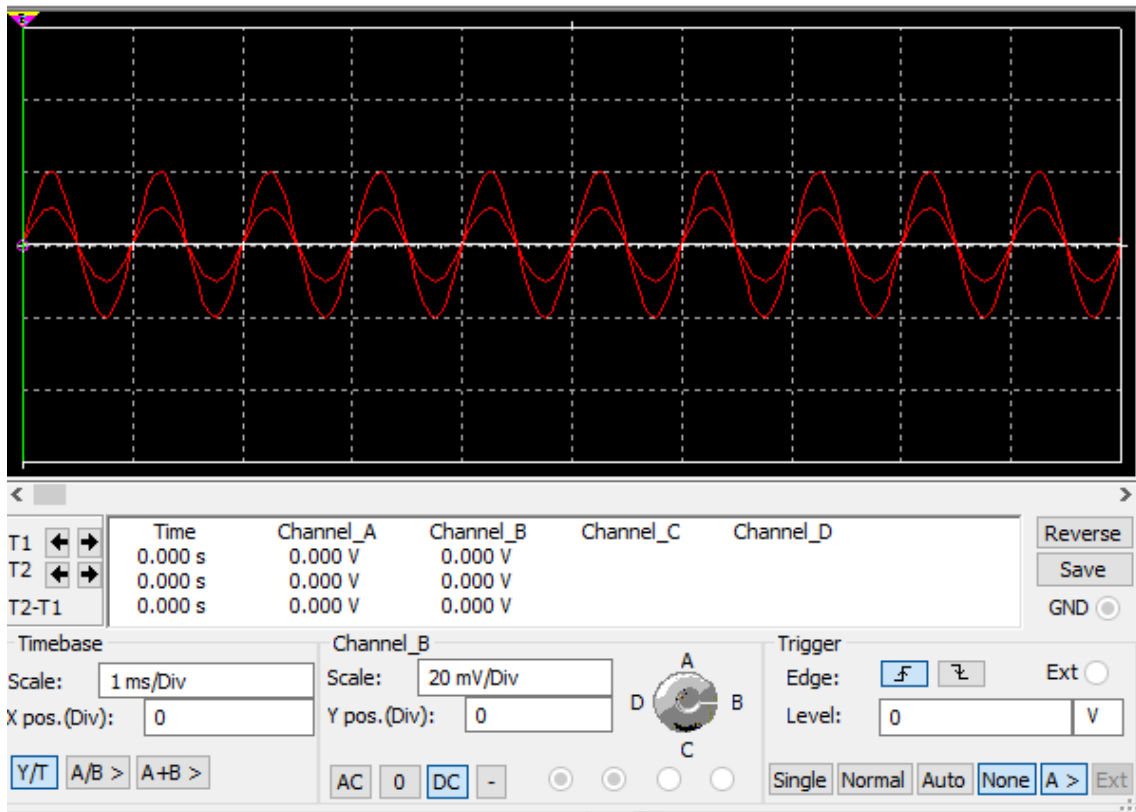 Time Channel_A Channel_B Channel_C Channel_D
T1 0.000 s 0.000 V 0.000 V
T2 0.000 s 0.000 V 0.000 V
T2-T1 0.000 s 0.000 V 0.000 V
Reverse
Save
GND
Timebase
Scale: 1 ms/Div
X pos.(Div): 0
Y/T A/B > A+B >
Channel_B
Scale: 20 mV/Div
Y pos.(Div): 0
AC 0 DC -
A
D B
C
Trigger
Edge: Ext
Level: 0 V
Single Normal Auto None A > Ext